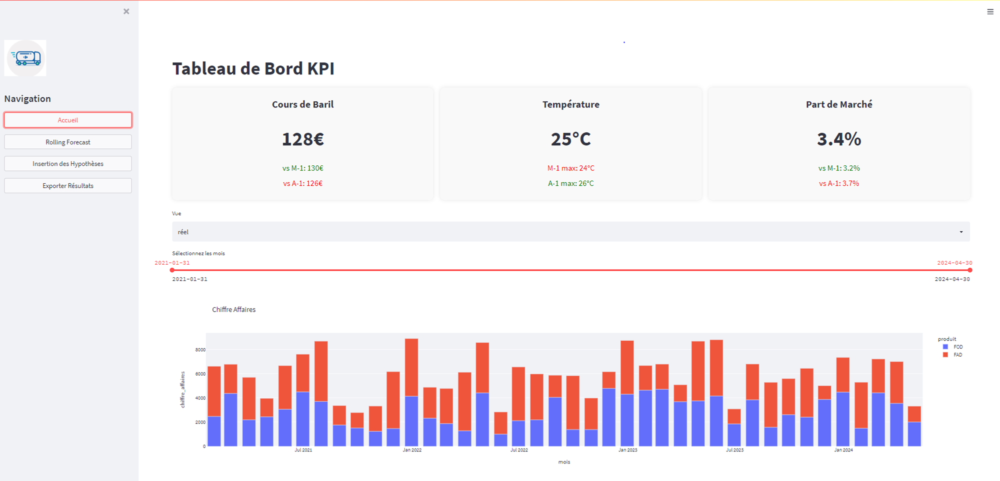 ×
Navigation
Accueil
Rolling Forecast
Insertion des Hypothèses
Exporter Résultats
Tableau de Bord KPI
Cours de Baril
128€
vs M-1: 130€
vs A-1: 126€
Température
25°C
M-1 max: 24°C
A-1 max: 26°C
Part de Marché
3.4%
vs M-1: 3.2%
vs A-1: 3.7%
Vue
réel
Sélectionnez les mois
2021-01-31
2024-04-30
2021-01-31
2024-04-30
Chiffre Affaires
chiffre_affaires
8000
6000
4000
2000
0
Jul 2021
Jan 2022
Jul 2022
Jan 2023
Jul 2023
Jan 2024
mois
produit
FOD
FAD